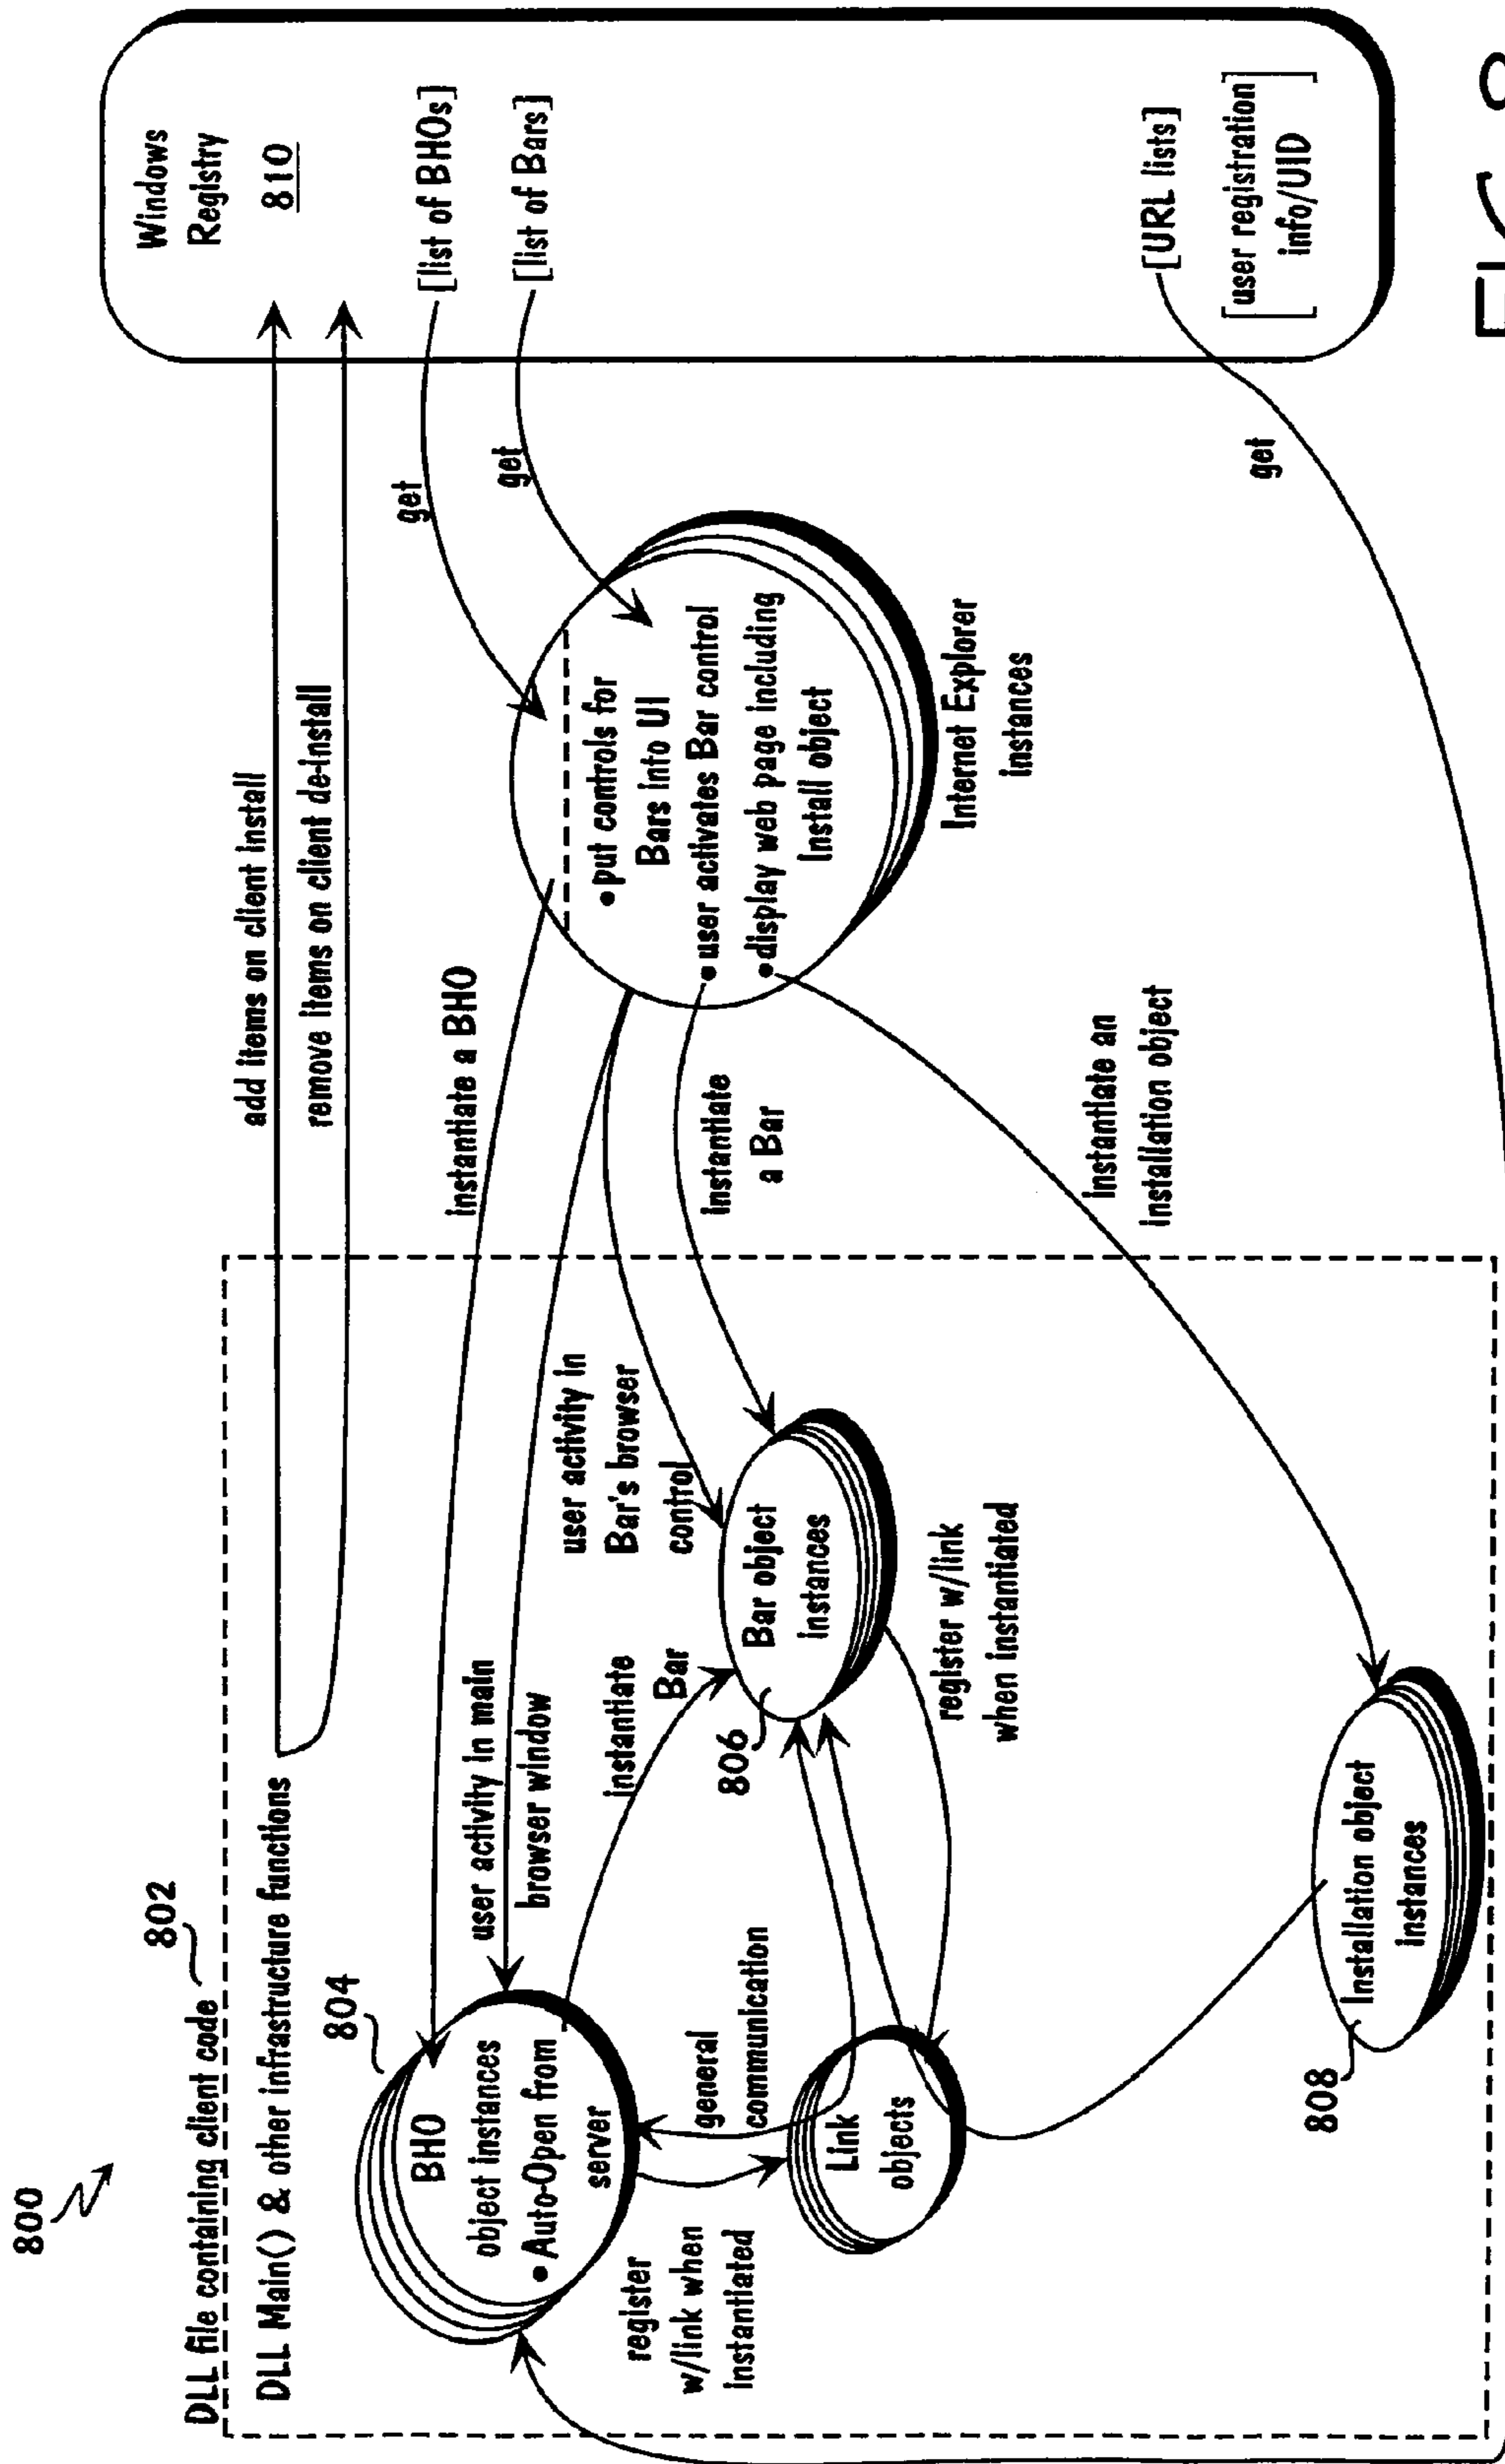 800
DLL file containing client code
802
DLL Main() & other infrastructure functions
add items on client install
remove items on client de-install
Windows
Registry
810
[list of BHOs]
[list of Bars]
[URL lists]
[user registration
info/UID]
get
get
get
804
BHO
object instances
• Auto-Open from
server
instantiate a BHO
user activity in main
browser window
user activity in
Bar's browser
control
instantiate
Bar
instantiate
a Bar
• put controls for
Bars into UI
• user activates Bar control
• display web page including
Install object
Internet Explorer
instances
register
w/link when
instantiated
general
communication
Link
objects
806
Bar object
instances
register w/link
when instantiated
instantiate an
installation object
808
Installation object
instances